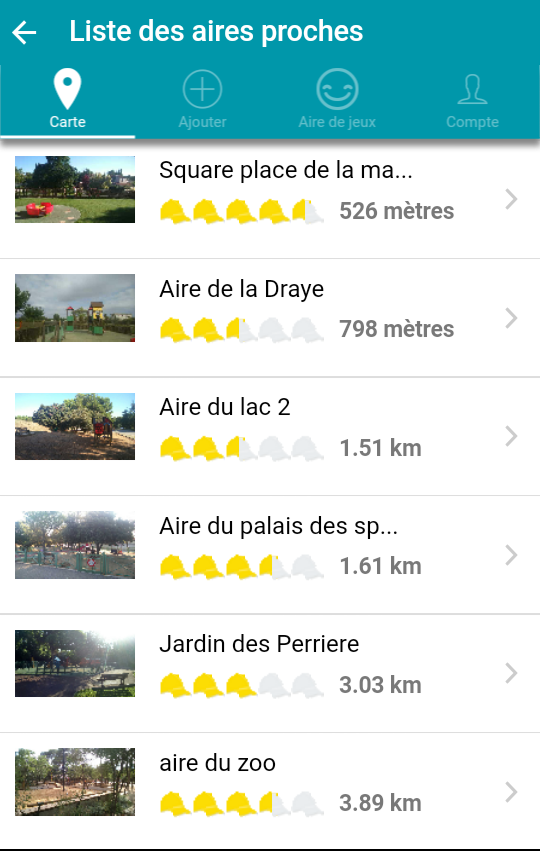 Liste des aires proches
Carte
Ajouter
Aire de jeux
Compte
Square place de la ma...
526 mètres
Aire de la Draye
798 mètres
Aire du lac 2
1.51 km
Aire du palais des sp...
1.61 km
Jardin des Perriere
3.03 km
aire du zoo
3.89 km